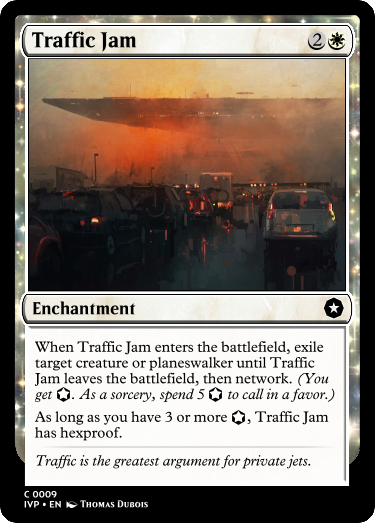 Traffic Jam 2
Enchantment
When Traffic Jam enters the battlefield, exile
target creature or planeswalker until Traffic
Jam leaves the battlefield, then network. (You
get . As a sorcery, spend 5 to call in a favor.)
As long as you have 3 or more , Traffic Jam
has hexproof.
Traffic is the greatest argument for private jets.
C 0009
IVP • EN Thomas Dubois